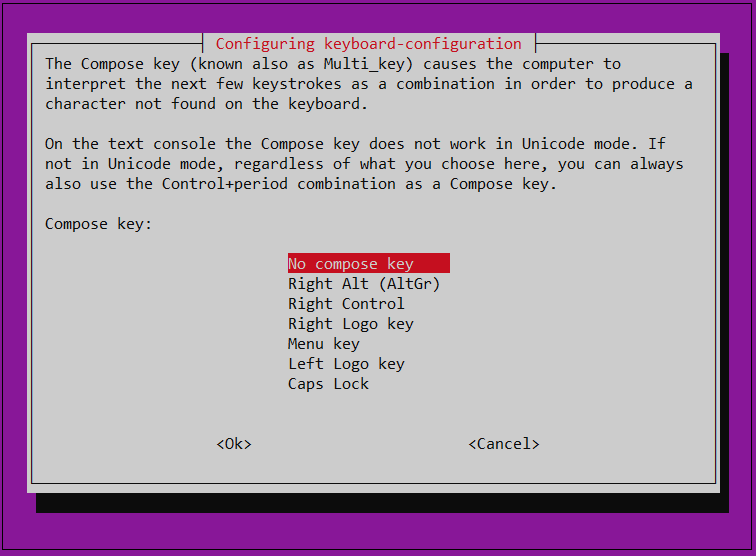 Configuring keyboard-configuration
The Compose key (known also as Multi_key) causes the computer to
interpret the next few keystrokes as a combination in order to produce a
character not found on the keyboard.
On the text console the Compose key does not work in Unicode mode. If
not in Unicode mode, regardless of what you choose here, you can always
also use the Control+period combination as a Compose key.
Compose key:
No compose key
Right Alt (AltGr)
Right Control
Right Logo key
Menu key
Left Logo key
Caps Lock
<Ok> <Cancel>